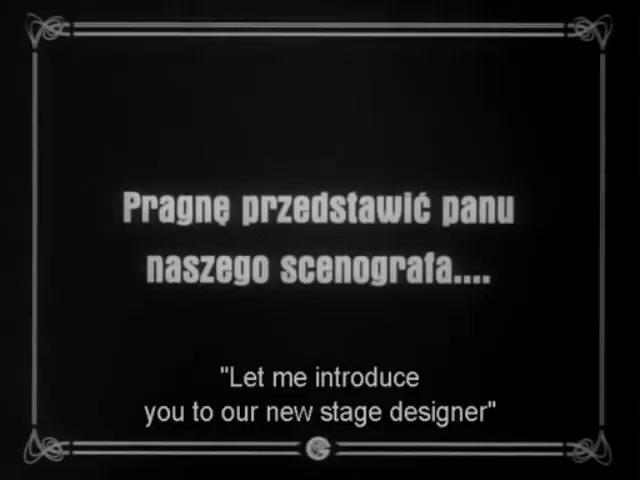 Pragnę przedstawić panu
naszego scenografa....
"Let me introduce
you to our new stage designer"